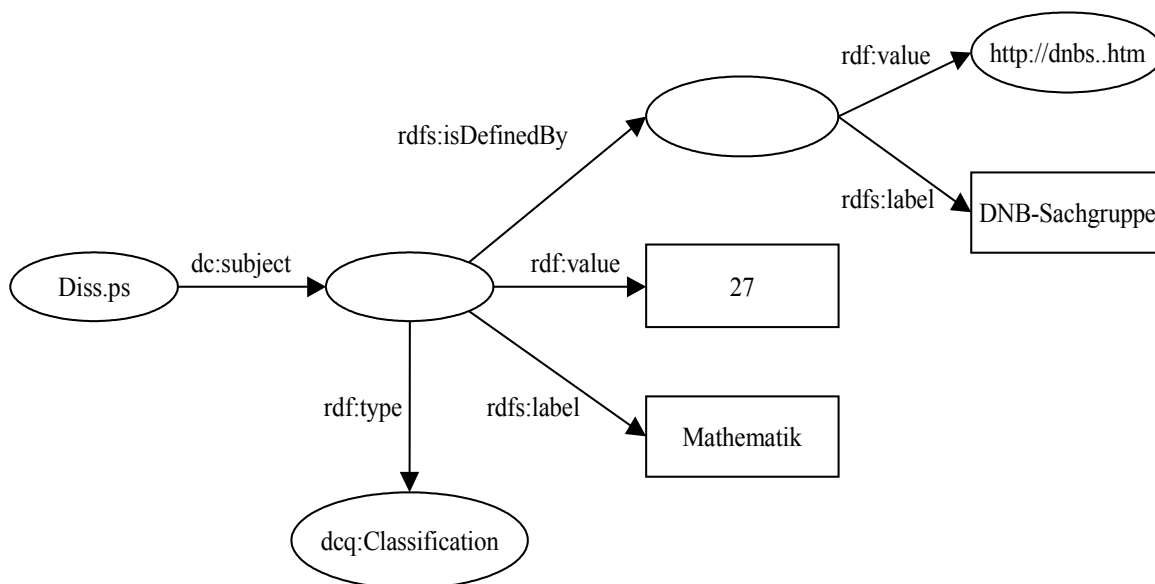 rdf:value
http://dnbs..htm
rdfs:isDefinedBy
rdfs:label
DNB-Sachgruppe
Diss.ps
dc:subject
rdf:value
27
rdf:type
rdfs:label
Mathematik
dcq:Classification